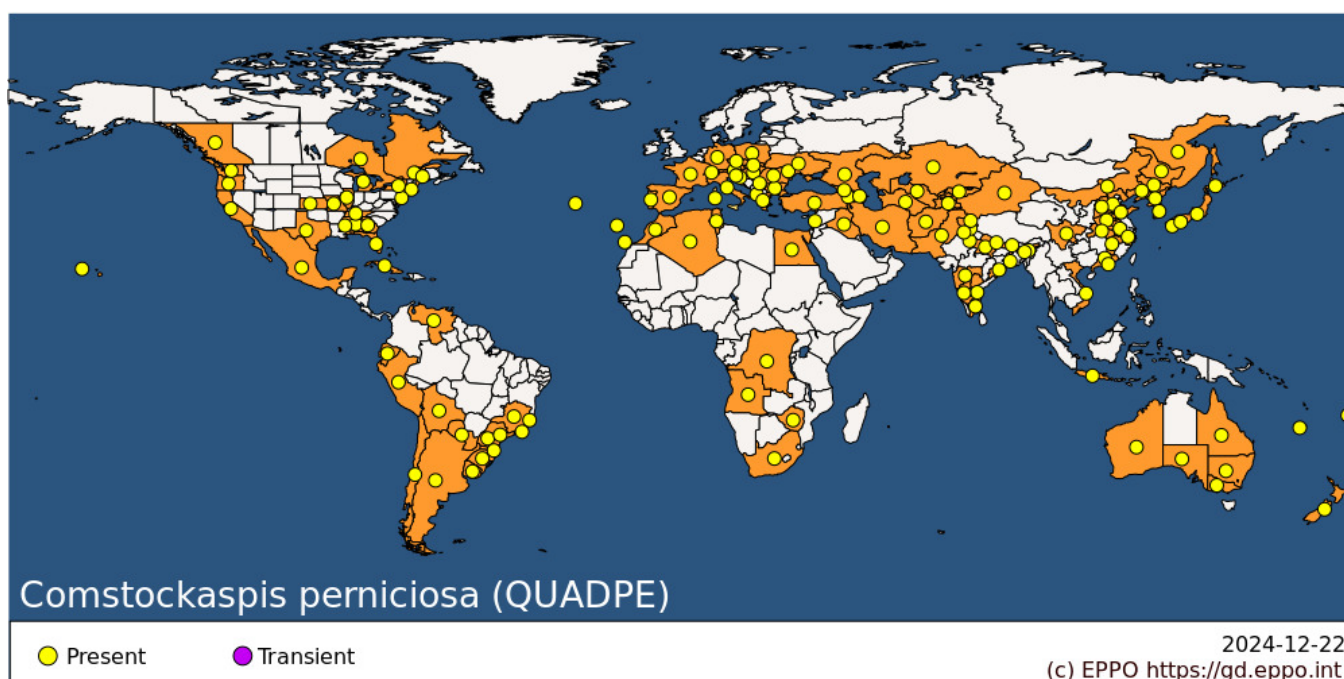 Comstockaspis perniciosa (QUADPE)
Present
Transient
2024-12-22
(c) EPPO https://gd.eppo.int